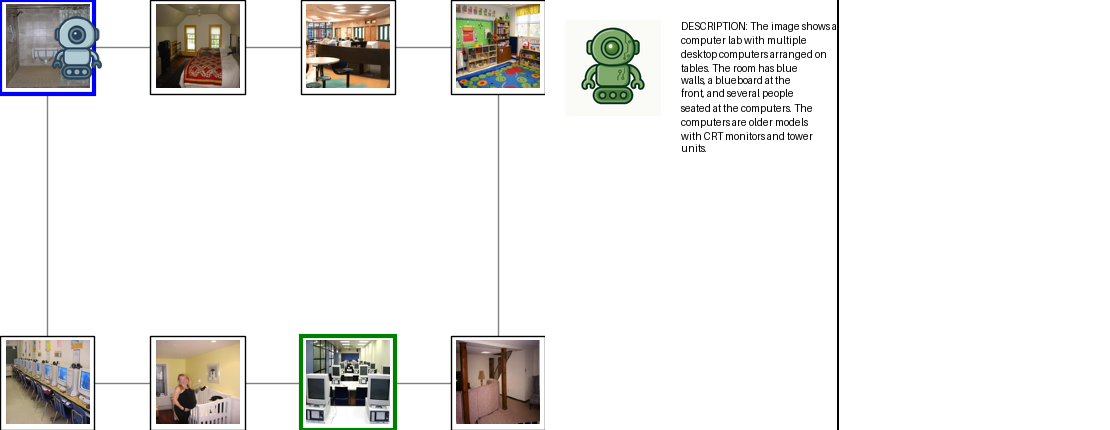 DESCRIPTION: The image shows a
computer lab with multiple
desktop computers arranged on
tables. The room has blue
walls, a blueboard at the
front, and several people
seated at the computers. The
computers are older models
with CRT monitors and tower
units.